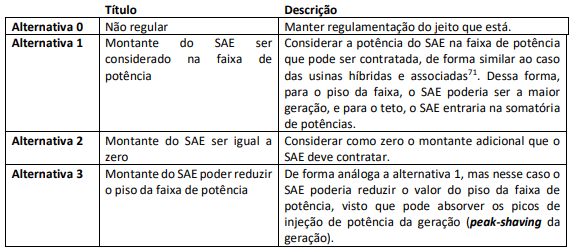 Título Descrição
Alternativa 0 Não regular Manter regulamentação do jeito que está.
Alternativa 1 Montante do SAE ser considerado na faixa de potência Considerar a potência do SAE na faixa de potência
que pode ser contratada, de forma similar ao caso
das usinas híbridas e associadas71. Dessa forma,
para o piso da faixa, o SAE poderia ser a maior
geração, e para o teto, o SAE entraria na somatória
de potências.
Alternativa 2 Montante do SAE ser igual a zero Considerar como zero o montante adicional que o
SAE deve contratar.
Alternativa 3 Montante do SAE poder reduzir o piso da faixa de potência De forma análoga a alternativa 1, mas nesse caso o
SAE poderia reduzir o valor do piso da faixa de
potência, visto que pode absorver os picos de
injeção de potência da geração (peak-shaving da
geração).